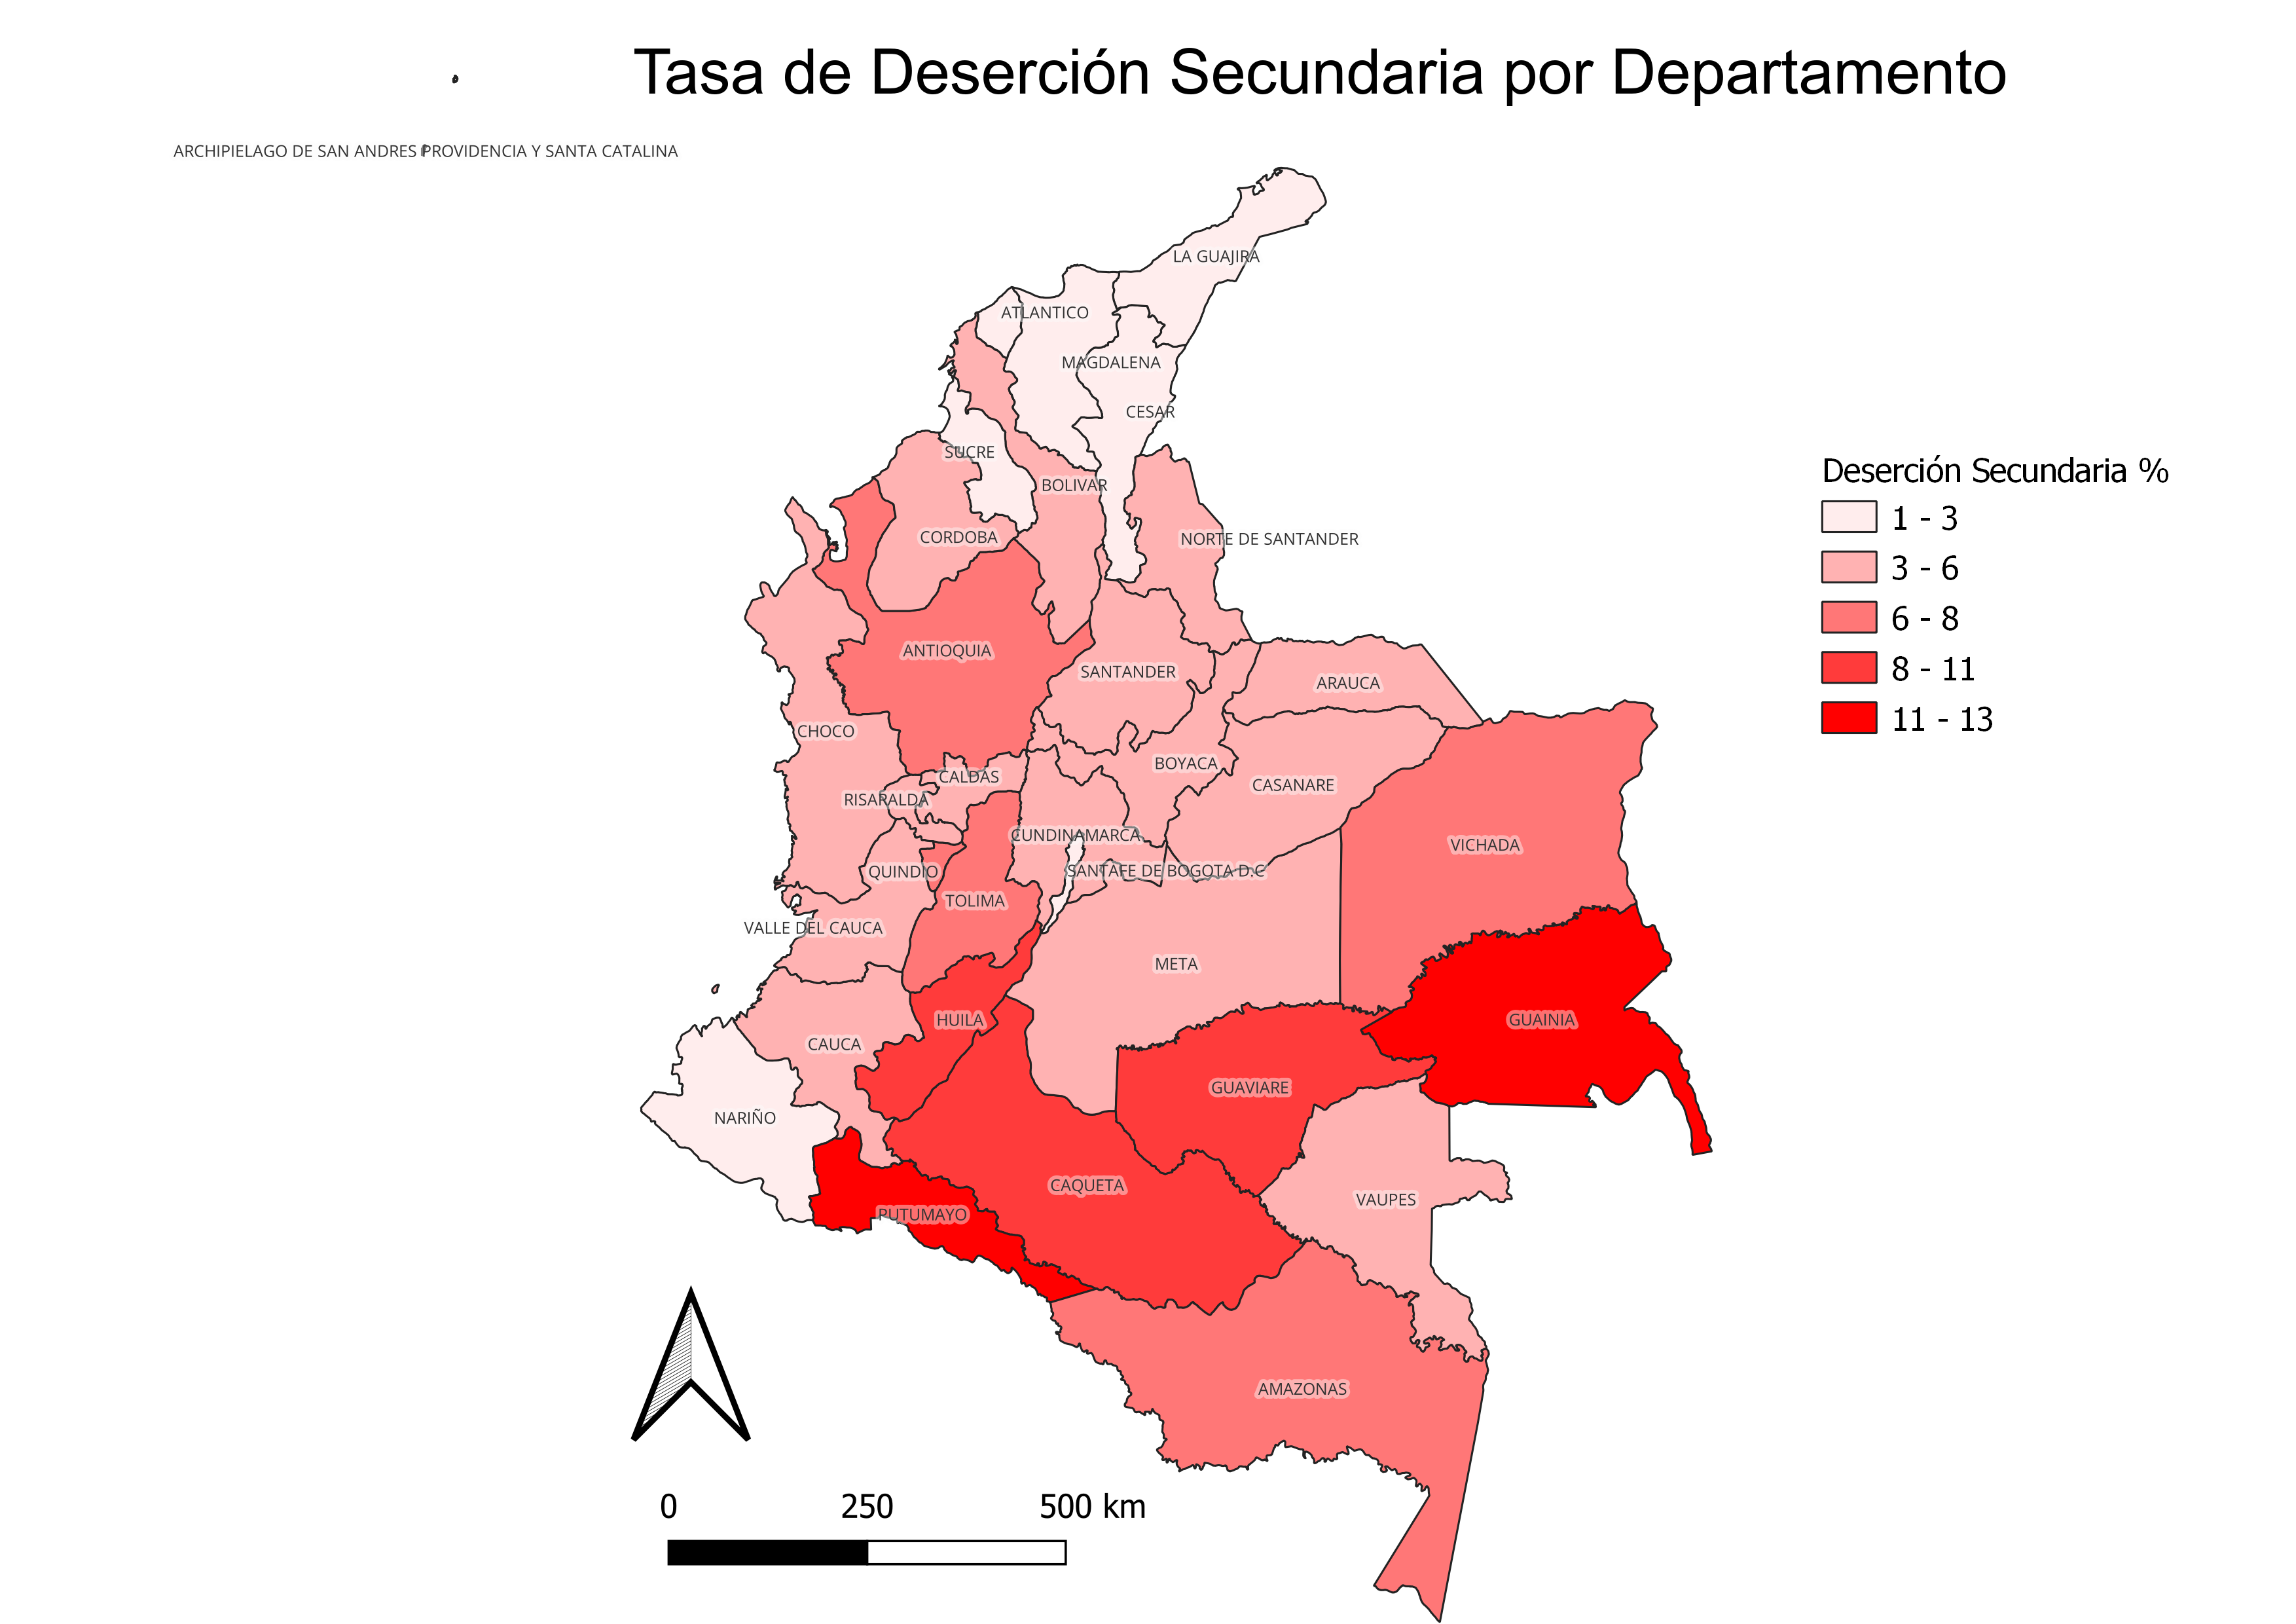 Tasa de Deserción Secundaria por Departamento
ARCHIPIELAGO DE SAN ANDRES PROVIDENCIA Y SANTA CATALINA
LA GUAJIRA
ATLANTICO
MAGDALENA
CESAR
SUCRE
BOLIVAR
CORDOBA
NORTE DE SANTANDER
ANTIOQUIA
SANTANDER
ARAUCA
CHOCO
BOYACA
CALDAS
CASANARE
RISARALDA
CUNDINAMARCA
VICHADA
QUINDIO
SANTAFE DE BOGOTA D.C
TOLIMA
VALLE DEL CAUCA
META
HUILA
GUAINIA
CAUCA
GUAVIARE
NARIÑO
CAQUETA
VAUPES
PUTUMAYO
AMAZONAS
Deserción Secundaria %
1 - 3
3 - 6
6 - 8
8 - 11
11 - 13
0 250 500 km